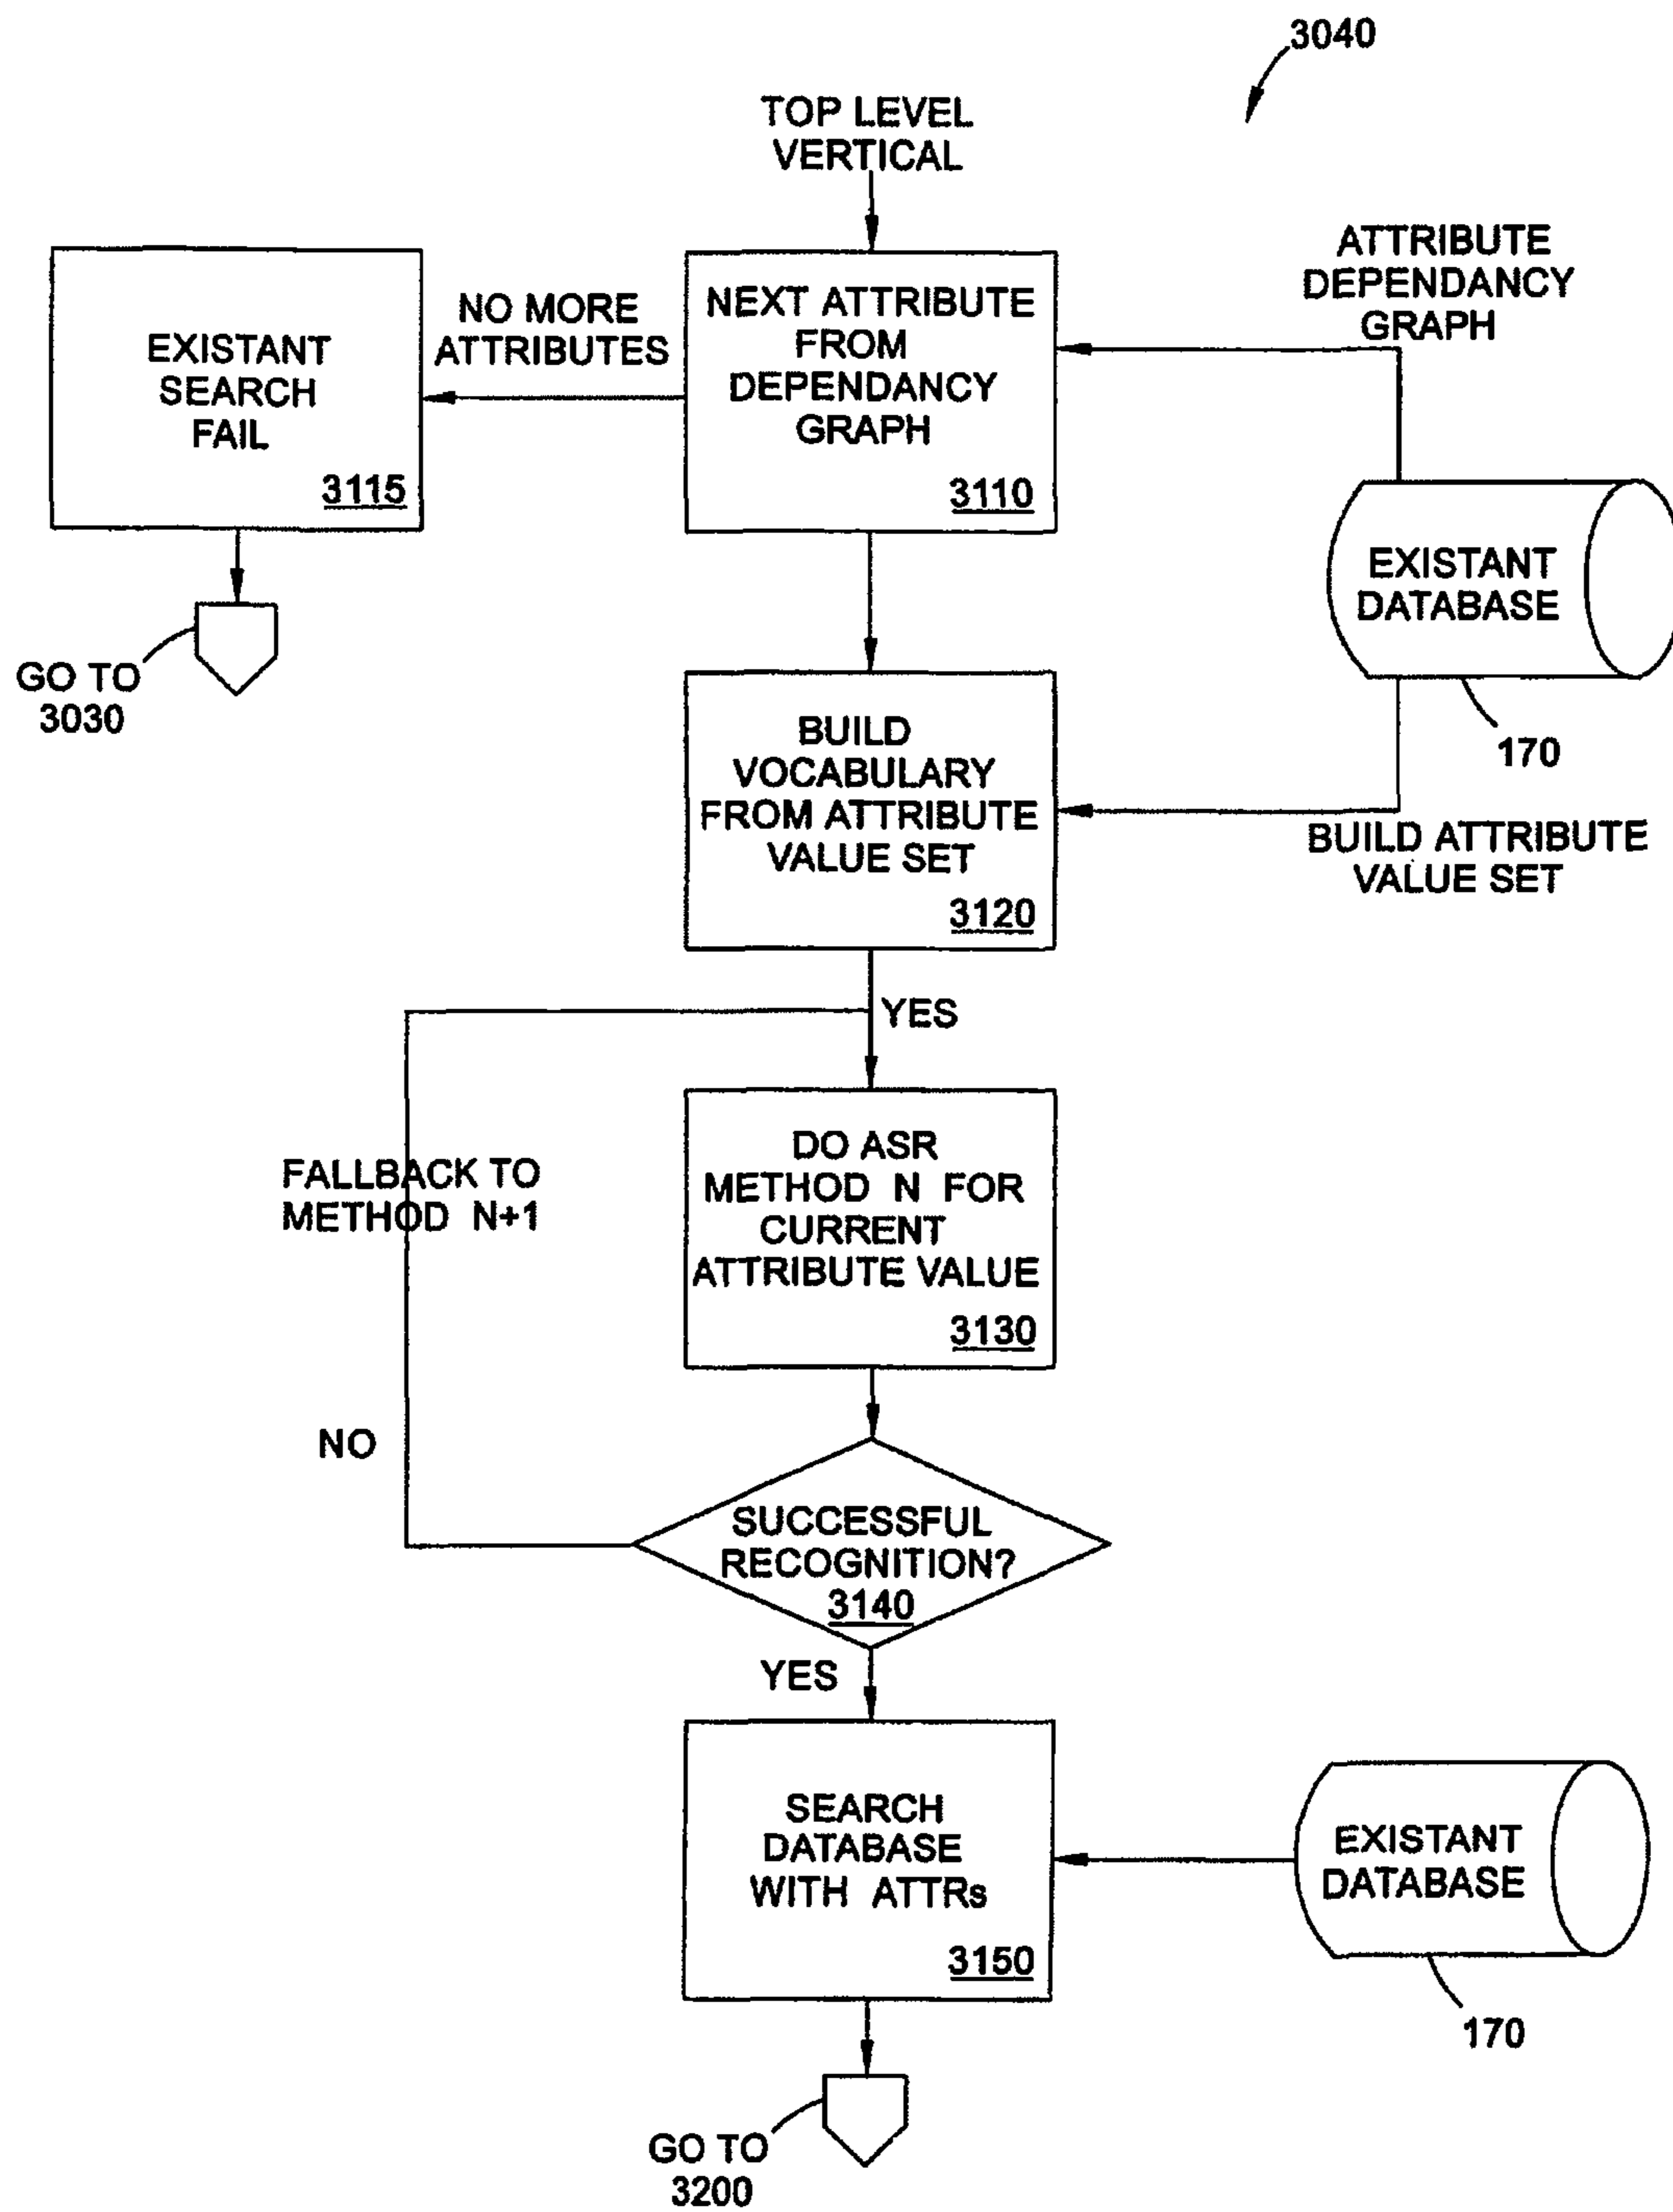 3040
TOP LEVEL
VERTICAL
EXISTANT
SEARCH
FAIL
3115
NO MORE
ATTRIBUTES
NEXT ATTRIBUTE
FROM
DEPENDANCY
GRAPH
3110
ATTRIBUTE
DEPENDANCY
GRAPH
EXISTANT
DATABASE
170
GO TO
3030
BUILD
VOCABULARY
FROM ATTRIBUTE
VALUE SET
3120
BUILD ATTRIBUTE
VALUE SET
YES
FALLBACK TO
METHOD N+1
DO ASR
METHOD N FOR
CURRENT
ATTRIBUTE VALUE
3130
NO
SUCCESSFUL
RECOGNITION?
3140
YES
SEARCH
DATABASE
WITH ATTRs
3150
EXISTANT
DATABASE
170
GO TO
3200